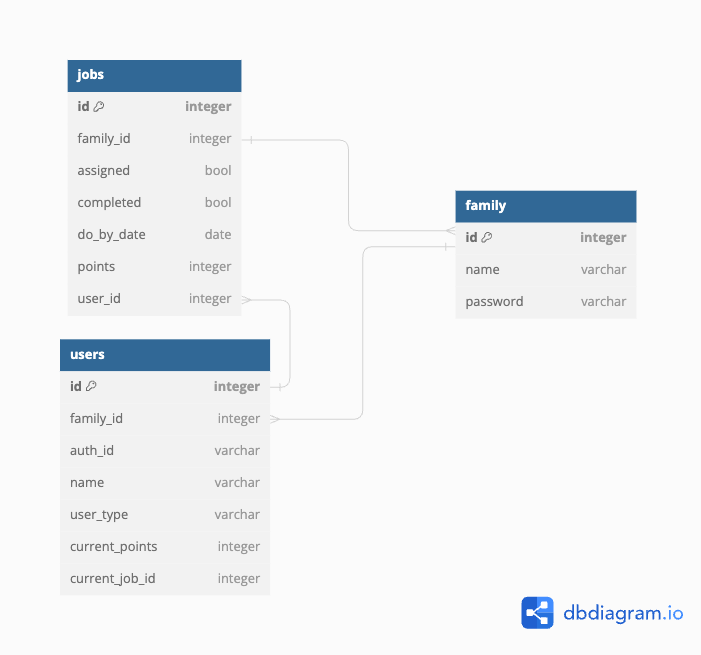 jobs
id integer
family_id integer
assigned bool
completed bool
do_by_date date
points integer
user_id integer
family
id integer
name varchar
password varchar
users
id integer
family_id integer
auth_id varchar
name varchar
user_type varchar
current_points integer
current_job_id integer
dbdiagram.io